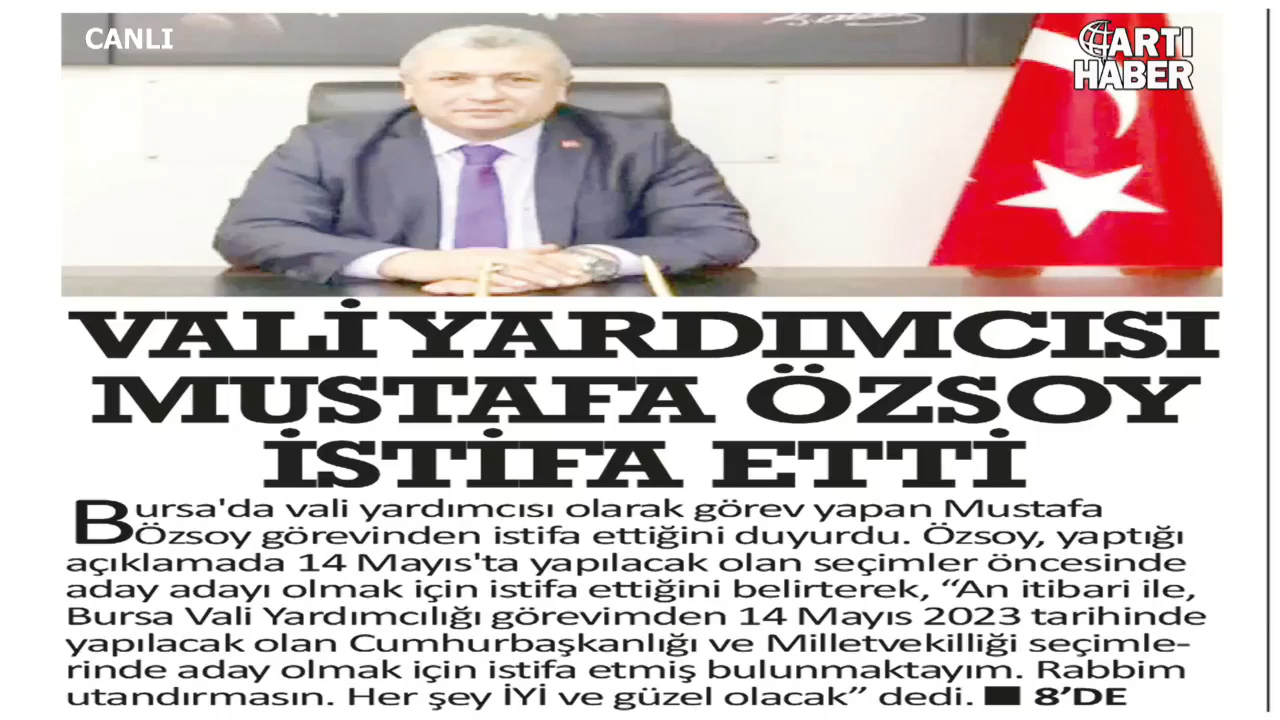 CANLI
ARTI
HABER
VALİ YARDIMCISI
MUSTAFA ÖZSOY
İSTİFA ETTİ
Bursa'da vali yardımcısı olarak görev yapan Mustafa
Özsoy görevinden istifa ettiğini duyurdu. Özsoy, yaptığı
açıklamada 14 Mayıs'ta yapılacak olan seçimler öncesinde
aday adayı olmak için istifa ettiğini belirterek, “An itibari ile,
Bursa Vali Yardımcılığı görevimden 14 Mayıs 2023 tarihinde
yapılacak olan Cumhurbaşkanlığı ve Milletvekilliği seçimle-
rinde aday olmak için istifa etmiş bulunmaktayım. Rabbim
utandırmasın. Her şey İYİ ve güzel olacak” dedi. ■ 8’DE